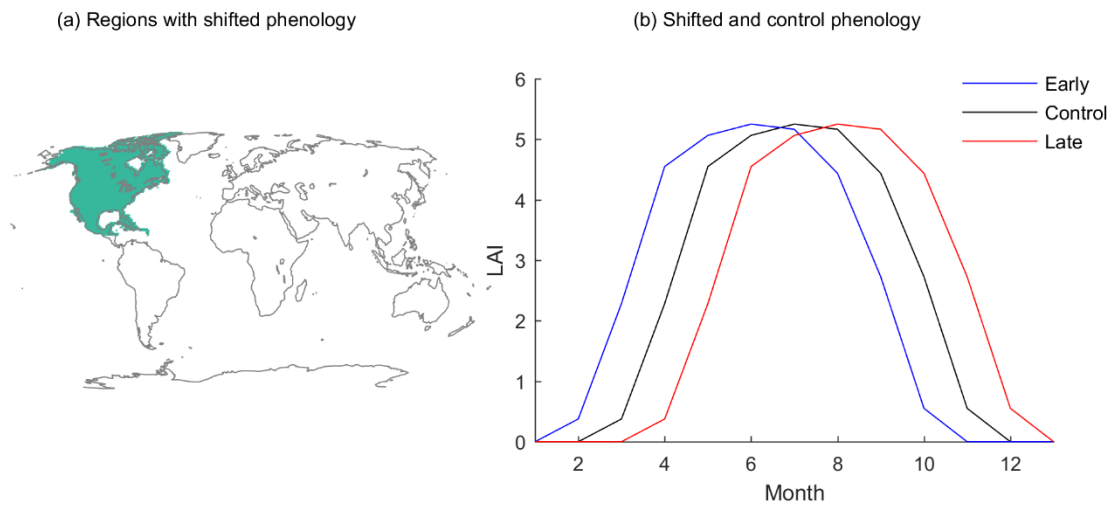 (a) Regions with shifted phenology
(b) Shifted and control phenology
6
5
4
3
2
1
0
LAI
2
4
6
8
10
12
Month
Early
Control
Late